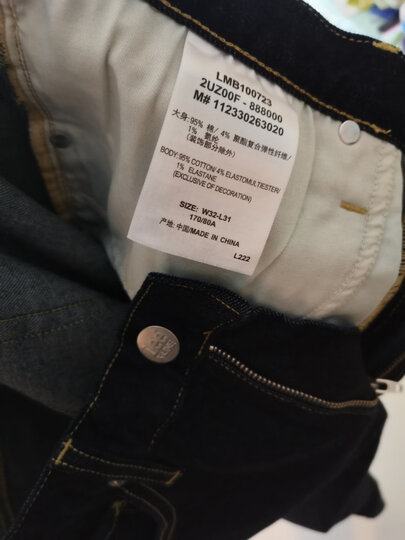 LMB100723
2UZ00F - 888000
M# 112330263020
大身:95% 棉/ 4% 聚酯复合弹性纤维/
1% 氨纶
(装饰部分除外)
BODY:95% COTTON/ 4% ELASTOMULTIESTER/
1% ELASTANE
(EXCLUSIVE OF DECORATION)
SIZE: W32-L31
170/80A
产地: 中国/MADE IN CHINA
L222